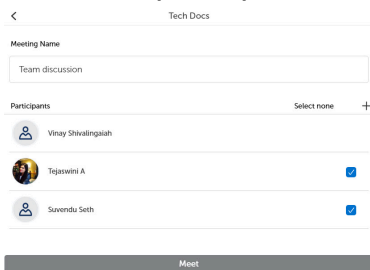 Tech Docs
Meeting Name
Team discussion
Participants Select none +
Vinay Shivalingaiah
Tejaswini A
Suvendu Seth
Meet